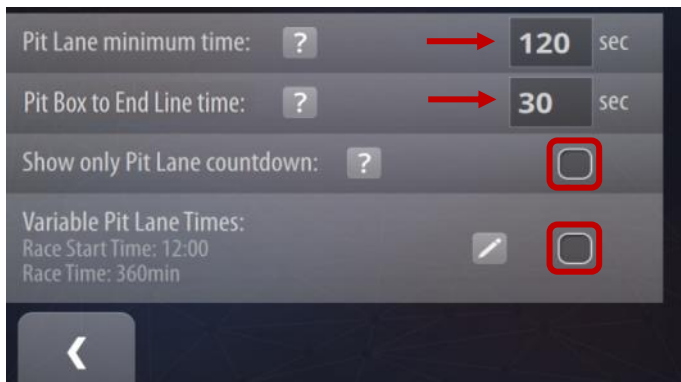 Pit Lane minimum time: ? 120 sec
Pit Box to End Line time: ? 30 sec
Show only Pit Lane countdown: ?
Variable Pit Lane Times:
Race Start Time: 12:00
Race Time: 360min